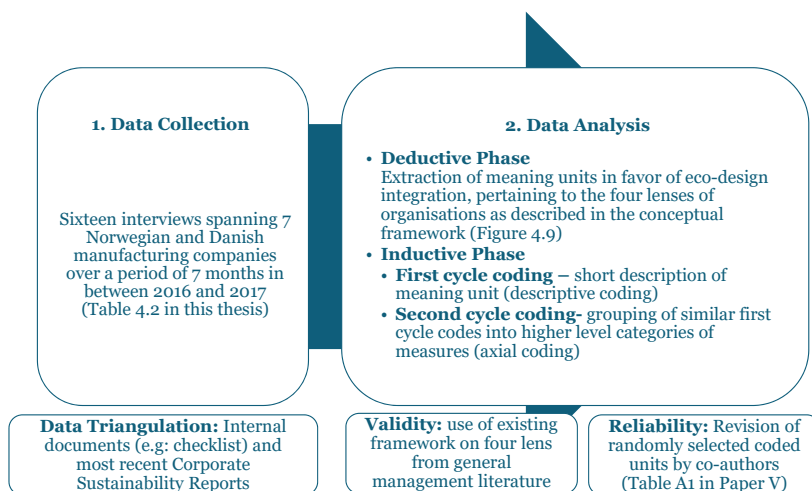 1. Data Collection
Sixteen interviews spanning 7
Norwegian and Danish
manufacturing companies
over a period of 7 months in
between 2016 and 2017
(Table 4.2 in this thesis)
2. Data Analysis
• Deductive Phase
Extraction of meaning units in favor of eco-design
integration, pertaining to the four lenses of
organisations as described in the conceptual
framework (Figure 4.9)
• Inductive Phase
• First cycle coding – short description of
meaning unit (descriptive coding)
• Second cycle coding- grouping of similar first
cycle codes into higher level categories of
measures (axial coding)
Data Triangulation: Internal
documents (e.g: checklist) and
most recent Corporate
Sustainability Reports
Validity: use of existing
framework on four lens
from general
management literature
Reliability: Revision of
randomly selected coded
units by co-authors
(Table A1 in Paper V)